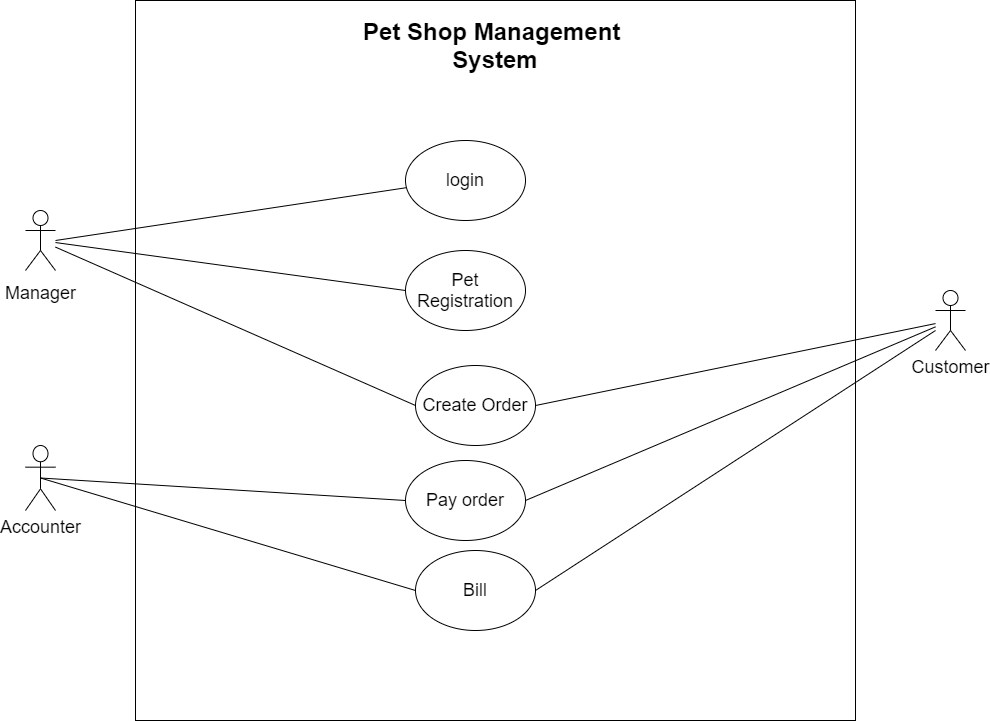 Pet Shop Management
System
login
Manager
Pet
Registration
Customer
Create Order
Pay order
Accounter
Bill